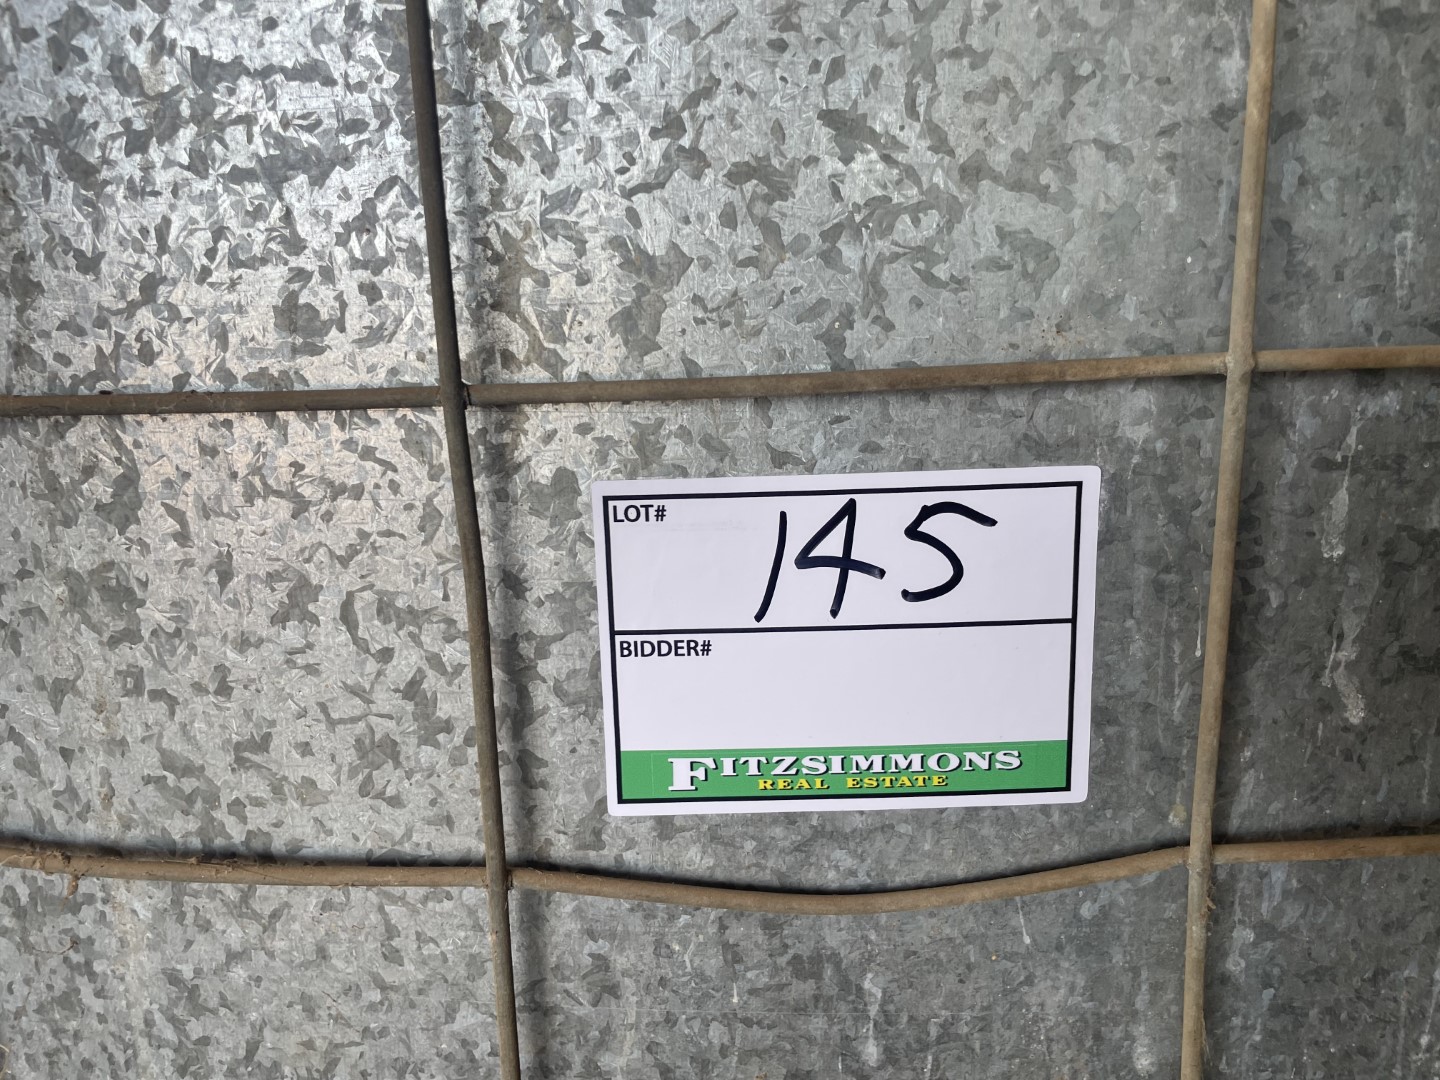 LOT# 145
BIDDER#
FITZSIMMONS
REAL ESTATE